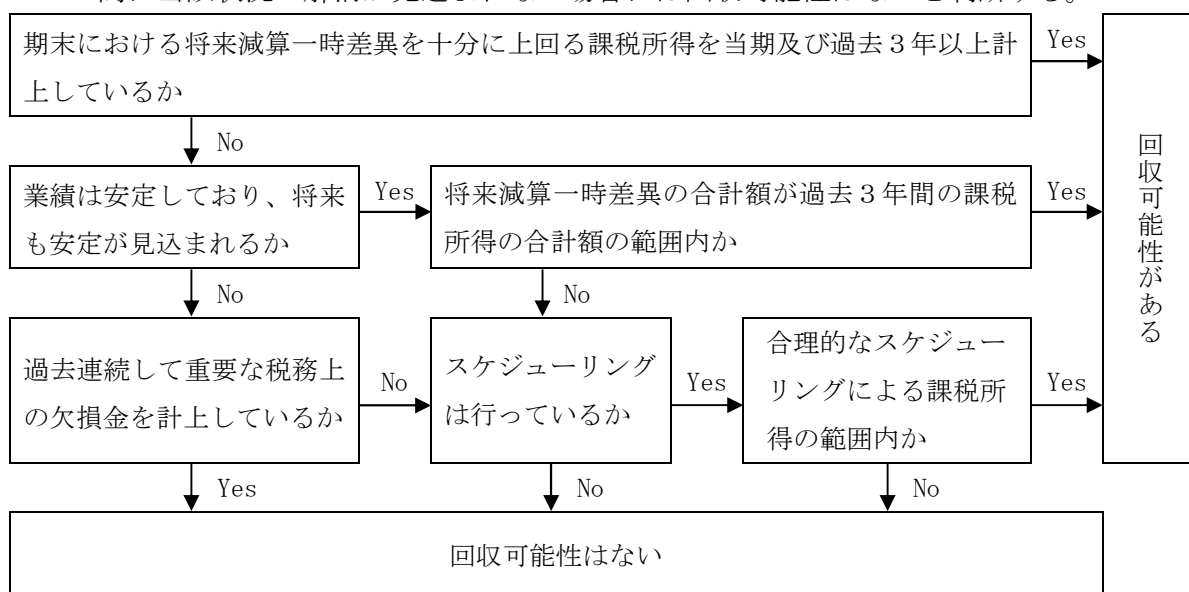 期末における将来減算一時差異を十分に上回る課税所得を当期及び過去３年以上計
上しているか
Yes
No
業績は安定しており、将来
も安定が見込まれるか
Yes
将来減算一時差異の合計額が過去３年間の課税
所得の合計額の範囲内か
Yes
回収可能性がある
No
No
過去連続して重要な税務上
の欠損金を計上しているか
No
スケジューリング
は行っているか
Yes
合理的なスケジュー
リングによる課税所
得の範囲内か
Yes
Yes
No
No
回収可能性はない